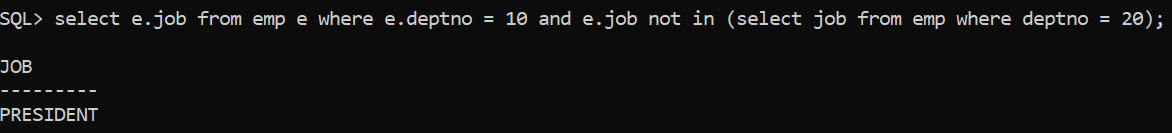 SQL> select e.job from emp e where e.deptno = 10 and e.job not in (select job from emp where deptno = 20);
JOB
---------
PRESIDENT